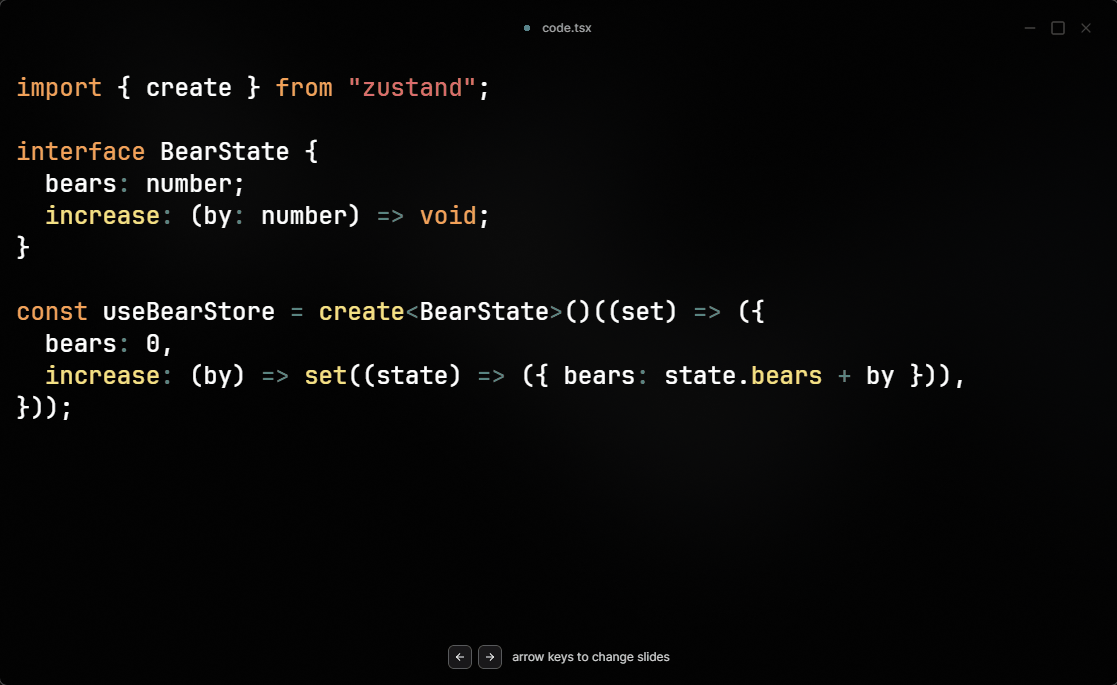 code.tsx
import { create } from "zustand";
interface BearState {
  bears: number;
  increase: (by: number) => void;
}
const useBearStore = create<BearState>()((set) => ({
  bears: 0,
  increase: (by) => set((state) => ({ bears: state.bears + by })),
}));
← → arrow keys to change slides